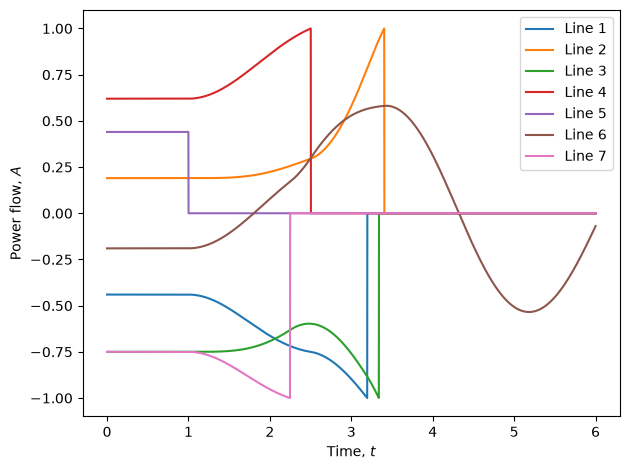 1.00
0.75
0.50
0.25
0.00
−0.25
−0.50
−0.75
−1.00
Power flow, A
0 1 2 3 4 5 6
Time, t
Line 1
Line 2
Line 3
Line 4
Line 5
Line 6
Line 7